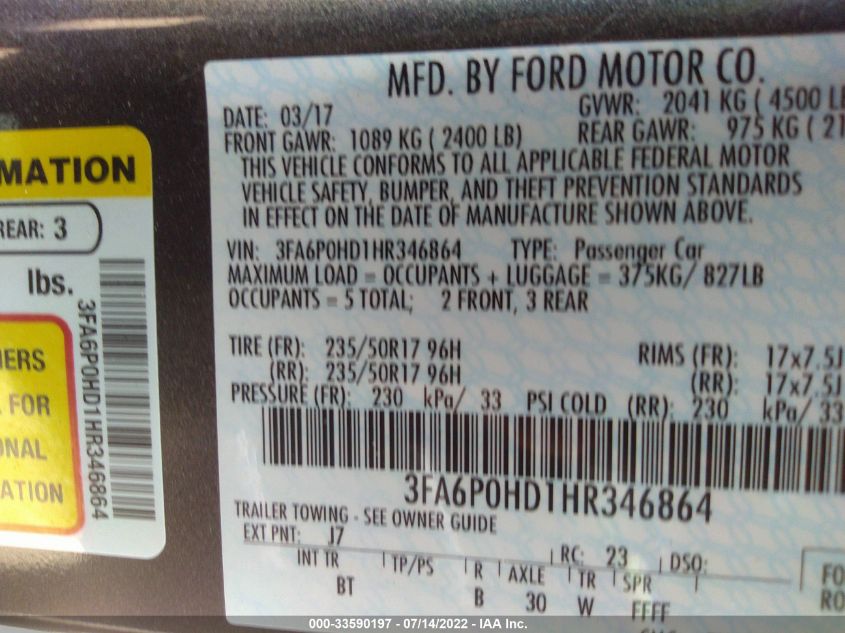 MATION
REAR: 3
lbs.
3FA6P0HD1HR346864
FOR
ONAL
ATION
MFD. BY FORD MOTOR CO.
DATE: 03/17
GVWR: 2041 KG ( 4500
FRONT GAWR: 1089 KG ( 2400 LB)
REAR GAWR: 975 KG (
THIS VEHICLE CONFORMS TO ALL APPLICABLE FEDERAL MOTOR
VEHICLE SAFETY, BUMPER, AND THEFT PREVENTION STANDARDS
IN EFFECT ON THE DATE OF MANUFACTURE SHOWN ABOVE.
VIN: 3FA6P0HD1HR346864 TYPE: Passenger Car
MAXIMUM LOAD = OCCUPANTS + LUGGAGE = 375KG/ 827LB
OCCUPANTS = 5 TOTAL; 2 FRONT, 3 REAR
TIRE (FR): 235/50R17 96H
RIMS (FR): 17x7.5J
(RR): 235/50R17 96H
(RR): 17x7.5J
PRESSURE (FR): 230 kPa/ 33 PSI COLD (RR): 230 kPa/ 33
3FA6P0HD1HR346864
TRAILER TOWING - SEE OWNER GUIDE
EXT PNT: J7
RC: 23 DSO:
INT TR TP/PS R AXLE TR SPR
BT B 30 W FFFF
000-33590197 - 07/14/2022 - IAA Inc.